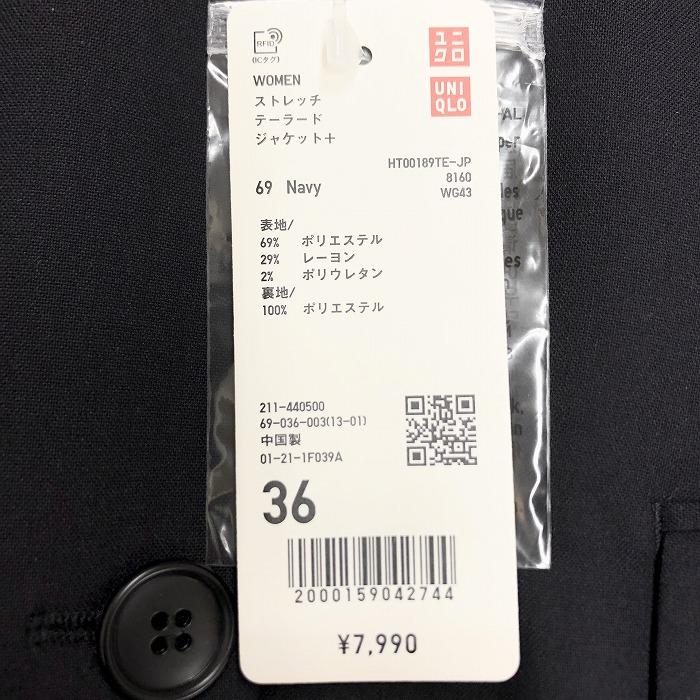 RFID
(ICタグ)
ユニ
クロ
UNI
QLO
WOMEN
ストレッチ
テーラード
ジャケット+
HT00189TE-JP
8160
WG43
69 Navy
表地/
69% ポリエステル
29% レーヨン
2% ポリウレタン
裏地/
100% ポリエステル
211-440500
69-036-003(13-01)
中国製
01-21-1F039A
36
2000159042744
¥7,990